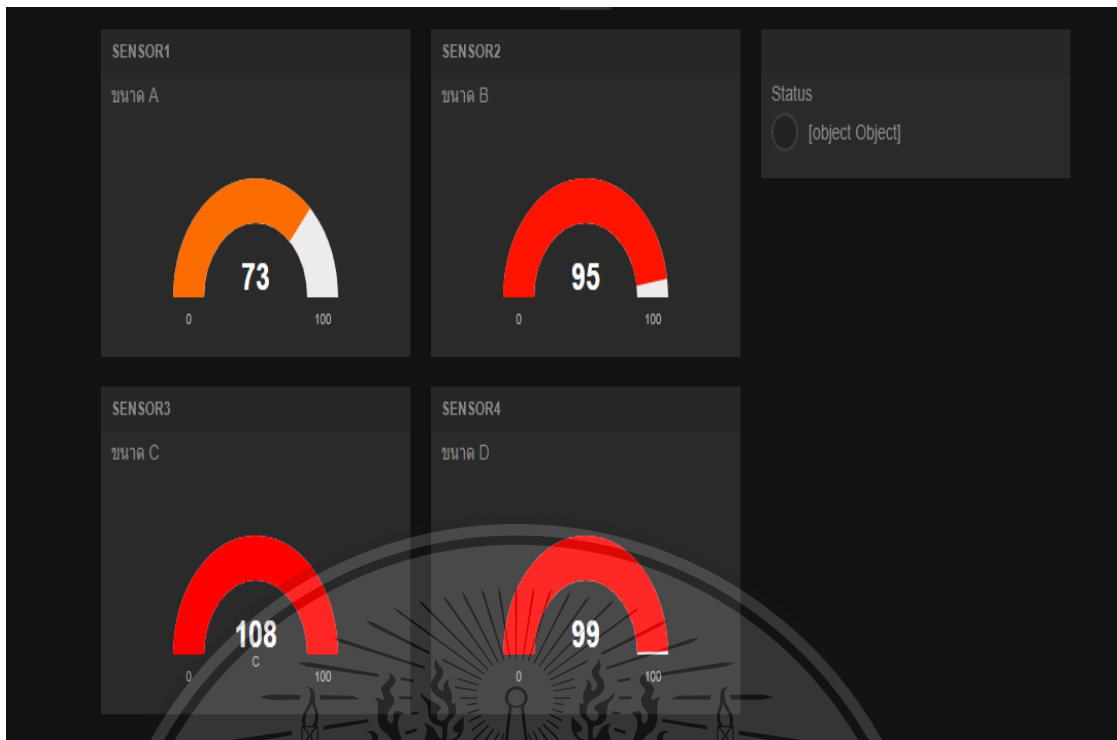 SENSOR1
ขนาด A
73
0 100
SENSOR2
ขนาด B
95
0 100
Status
[object Object]
SENSOR3
ขนาด C
108
C
0 100
SENSOR4
ขนาด D
99
0 100